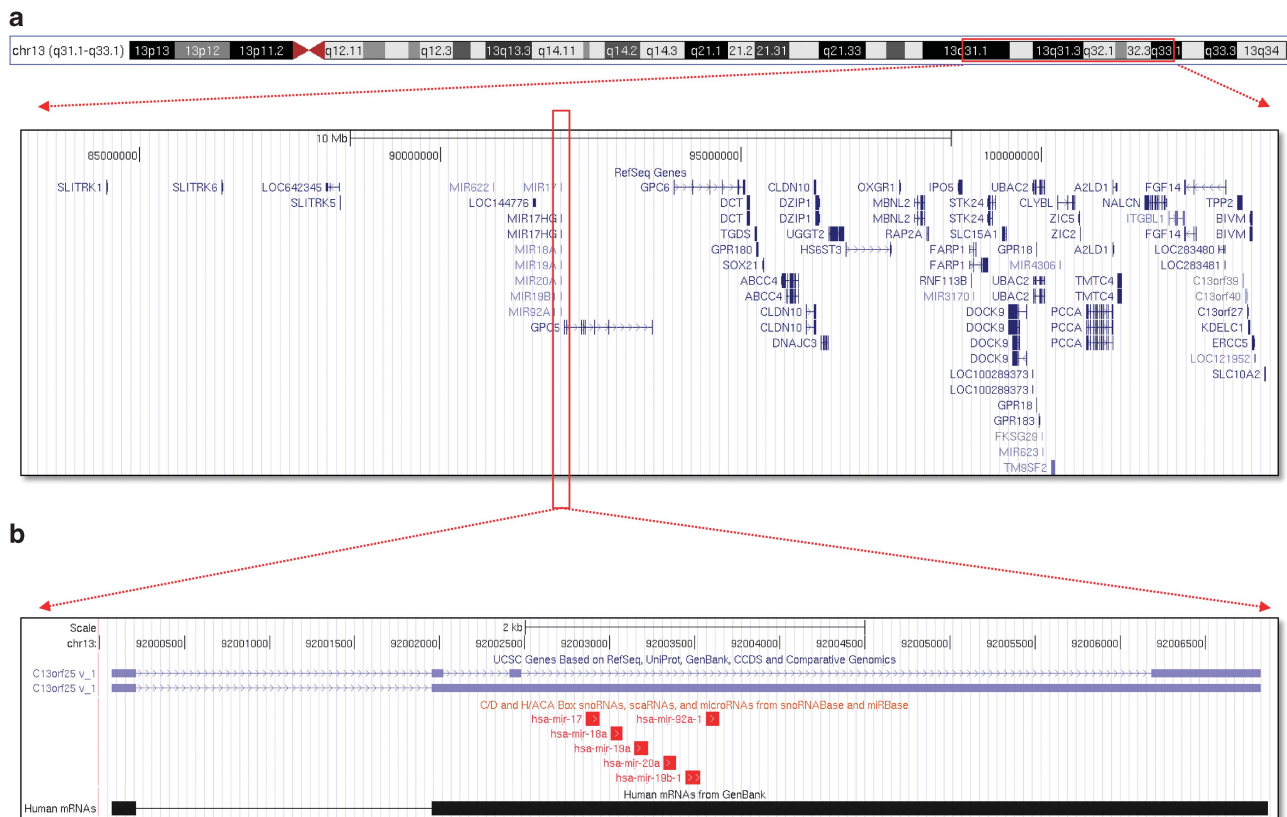 a
chr13 (q31.1-q33.1) 13p13 13p12 13p11.2 q12.11 q12.3 13q13.3 q14.11 q14.2 q14.3 q21.1 21.2 21.31 q21.33 13q31.1 13q31.3 q32.1 32.3 q33.1 q33.3 13q34
10 Mb
85000000 90000000 95000000 100000000
RefSeq Genes
SLITRK1 SLITRK6 LOC642345 MIR622 MIR17 GPC6 CLDN10 OXGR1 IPO5 UBAC2 A2LD1 FGF14
SLITRK5 LOC144776 DCT DZIP1 MBNL2 STK24 CLYBL NALCN TPP2
MIR17HG DCT DZIP1 MBNL2 STK24 ZIC5 ITGBL1 BIVM
MIR17HG TGDS UGGT2 RAP2A SLC15A1 ZIC2 FGF14 BIVM
MIR18A GPR180 HS6ST3 FARP1 GPR18 A2LD1 LOC283480
MIR19A SOX21 FARP1 MIR4306 LOC283481
MIR20A ABCC4 RNF113B UBAC2 TMTC4 C13orf39
MIR19B1 ABCC4 MIR3170 UBAC2 TMTC4 C13orf40
MIR92A1 CLDN10 DOCK9 PCCA C13orf27
GPC5 CLDN10 DOCK9 PCCA KDELC1
DNAJC3 DOCK9 PCCA ERCC5
DOCK9 LOC121952
LOC100289373 SLC10A2
LOC100289373
GPR18
GPR183
FKSG29
MIR623
TM9SF2
b
Scale 2 kb
chr13: 92000500 92001000 92001500 92002000 92002500 92003000 92003500 92004000 92004500 92005000 92005500 92006000 92006500
UCSC Genes Based on RefSeq, UniProt, GenBank, CCDS and Comparative Genomics
C13orf25 v_1
C13orf25 v_1
C/D and H/ACA Box snoRNAs, scaRNAs, and microRNAs from snoRNABase and miRBase
hsa-mir-17 hsa-mir-92a-1
hsa-mir-18a
hsa-mir-19a
hsa-mir-20a
hsa-mir-19b-1
Human mRNAs from GenBank
Human mRNAs